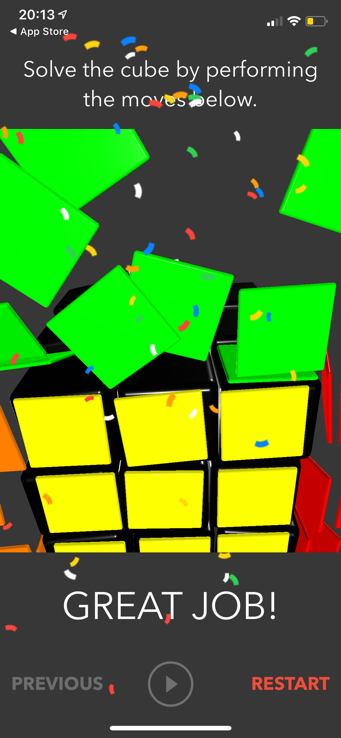 20:13
◀ App Store
Solve the cube by performing
the moves below.
GREAT JOB!
PREVIOUS
RESTART